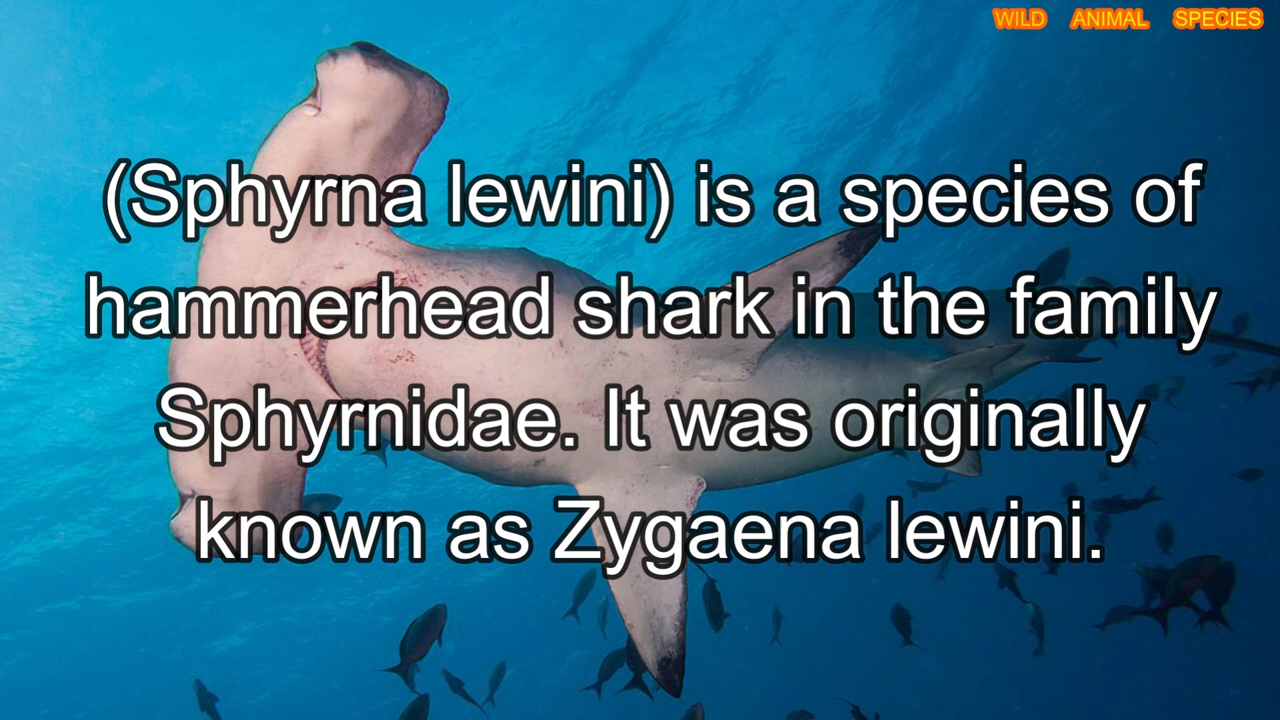 WILD ANIMAL SPECIES
(Sphyrna lewini) is a species of
hammerhead shark in the family
Sphyrnidae. It was originally
known as Zygaena lewini.